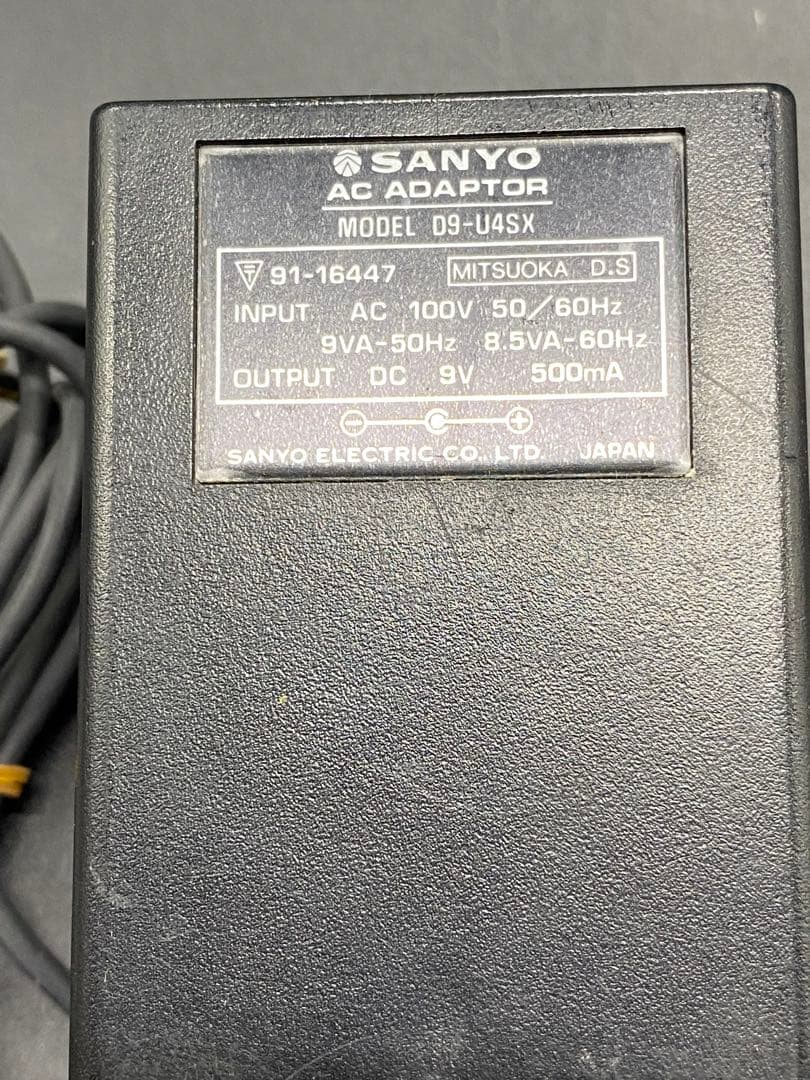 SANYO
AC ADAPTOR
MODEL D9-U4SX
91-16447 MITSUOKA D.S
INPUT AC 100V 50/60Hz
9VA-50Hz 8.5VA-60Hz
OUTPUT DC 9V 500mA
SANYO ELECTRIC CO. LTD. JAPAN